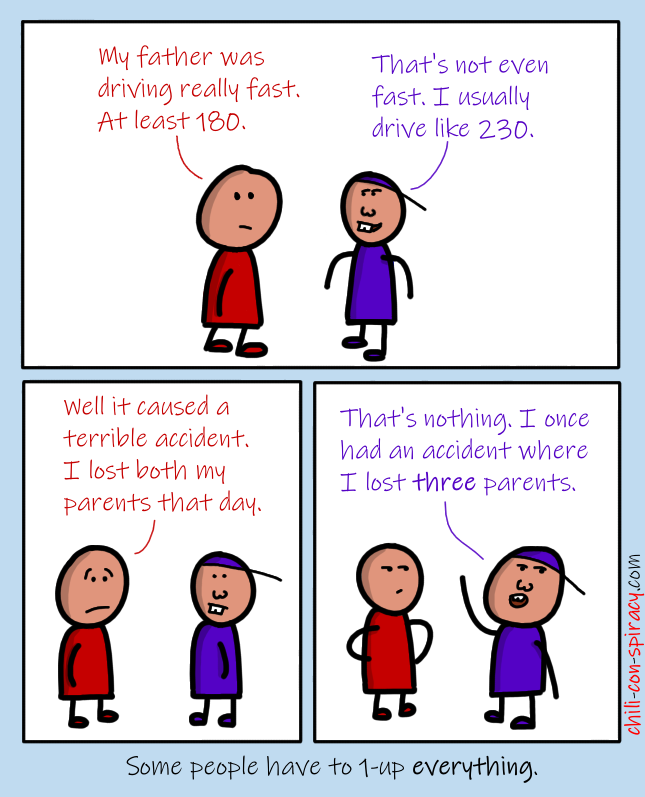 My father was
driving really fast.
At least 180.
That's not even
fast. I usually
drive like 230.
Well it caused a
terrible accident.
I lost both my
parents that day.
That's nothing. I once
had an accident where
I lost three parents.
chili-con-spiracy.com
Some people have to 1-up everything.